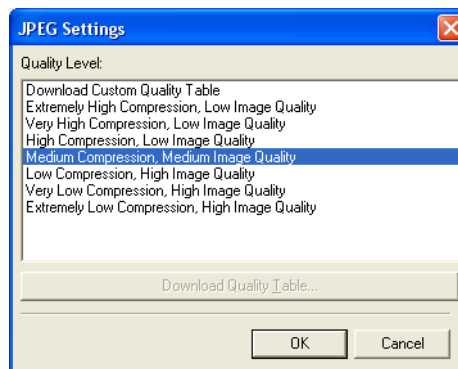 JPEG Settings
Quality Level:
Download Custom Quality Table
Extremely High Compression, Low Image Quality
Very High Compression, Low Image Quality
High Compression, Low Image Quality
Medium Compression, Medium Image Quality
Low Compression, High Image Quality
Very Low Compression, High Image Quality
Extremely Low Compression, High Image Quality
Download Quality Table...
OK
Cancel